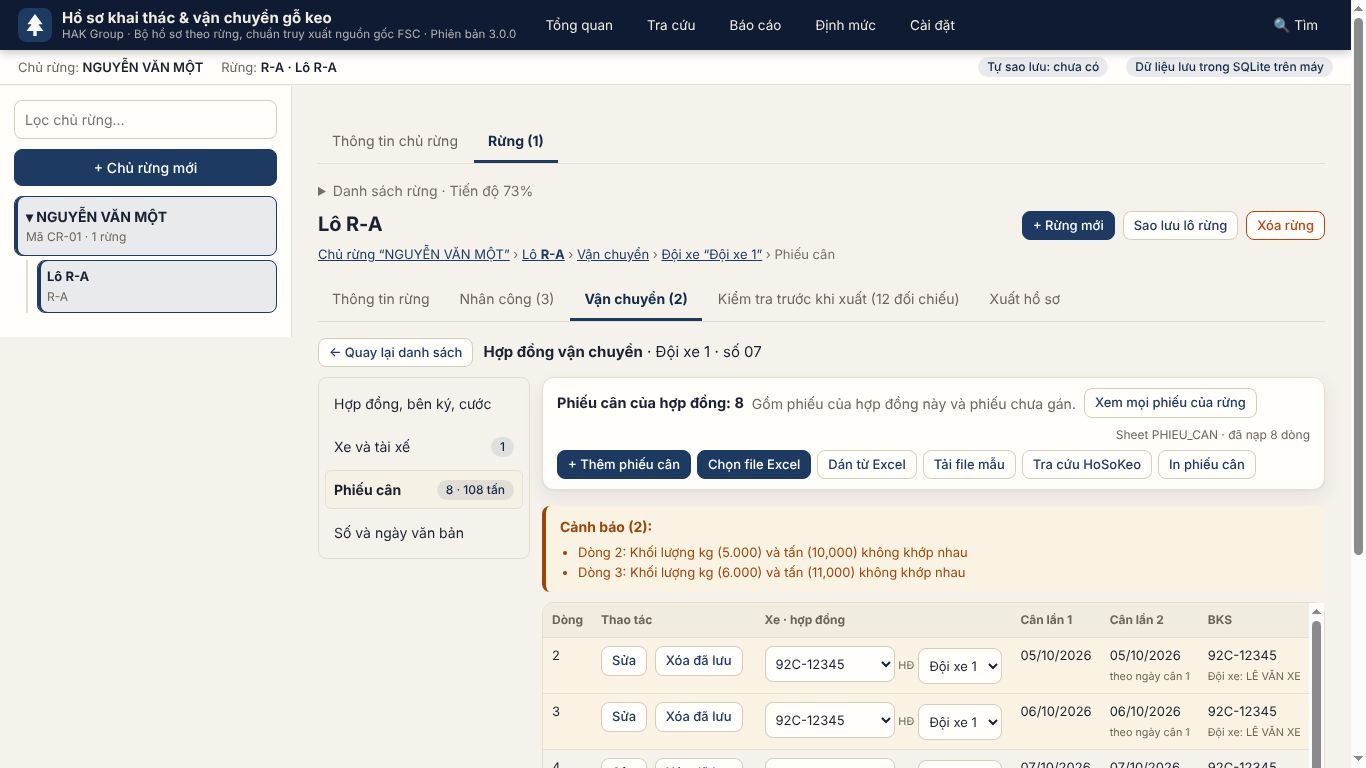 Hồ sơ khai thác & vận chuyển gỗ keo
HAK Group · Bộ hồ sơ theo rừng, chuẩn truy xuất nguồn gốc FSC · Phiên bản 3.0.0
Tổng quan
Tra cứu
Báo cáo
Định mức
Cài đặt
🔍 Tìm
Chủ rừng: NGUYỄN VĂN MỘT Rừng: R-A · Lô R-A
Tự sao lưu: chưa có
Dữ liệu lưu trong SQLite trên máy
Lọc chủ rừng...
+ Chủ rừng mới
▾ NGUYỄN VĂN MỘT
Mã CR-01 · 1 rừng
Lô R-A
R-A
Thông tin chủ rừng
Rừng (1)
▶ Danh sách rừng · Tiến độ 73%
Lô R-A
+ Rừng mới
Sao lưu lô rừng
Xóa rừng
Chủ rừng “NGUYỄN VĂN MỘT” › Lô R-A › Vận chuyển › Đội xe “Đội xe 1” › Phiếu cân
Thông tin rừng
Nhân công (3)
Vận chuyển (2)
Kiểm tra trước khi xuất (12 đối chiếu)
Xuất hồ sơ
← Quay lại danh sách
Hợp đồng vận chuyển · Đội xe 1 · số 07
Hợp đồng, bên ký, cước
Xe và tài xế 1
Phiếu cân 8 · 108 tấn
Số và ngày văn bản
Phiếu cân của hợp đồng: 8 Gồm phiếu của hợp đồng này và phiếu chưa gán.
Xem mọi phiếu của rừng
Sheet PHIEU_CAN · đã nạp 8 dòng
+ Thêm phiếu cân
Chọn file Excel
Dán từ Excel
Tải file mẫu
Tra cứu HoSoKeo
In phiếu cân
Cảnh báo (2):
• Dòng 2: Khối lượng kg (5.000) và tấn (10,000) không khớp nhau
• Dòng 3: Khối lượng kg (6.000) và tấn (11,000) không khớp nhau
Dòng Thao tác Xe · hợp đồng Cân lần 1 Cân lần 2 BKS
2 Sửa Xóa đã lưu 92C-12345 HĐ Đội xe 1 05/10/2026 05/10/2026 92C-12345
theo ngày cân 1 Đội xe: LÊ VĂN XE
3 Sửa Xóa đã lưu 92C-12345 HĐ Đội xe 1 06/10/2026 06/10/2026 92C-12345
theo ngày cân 1 Đội xe: LÊ VĂN XE
4 07/10/2026 07/10/2026 92C-12345